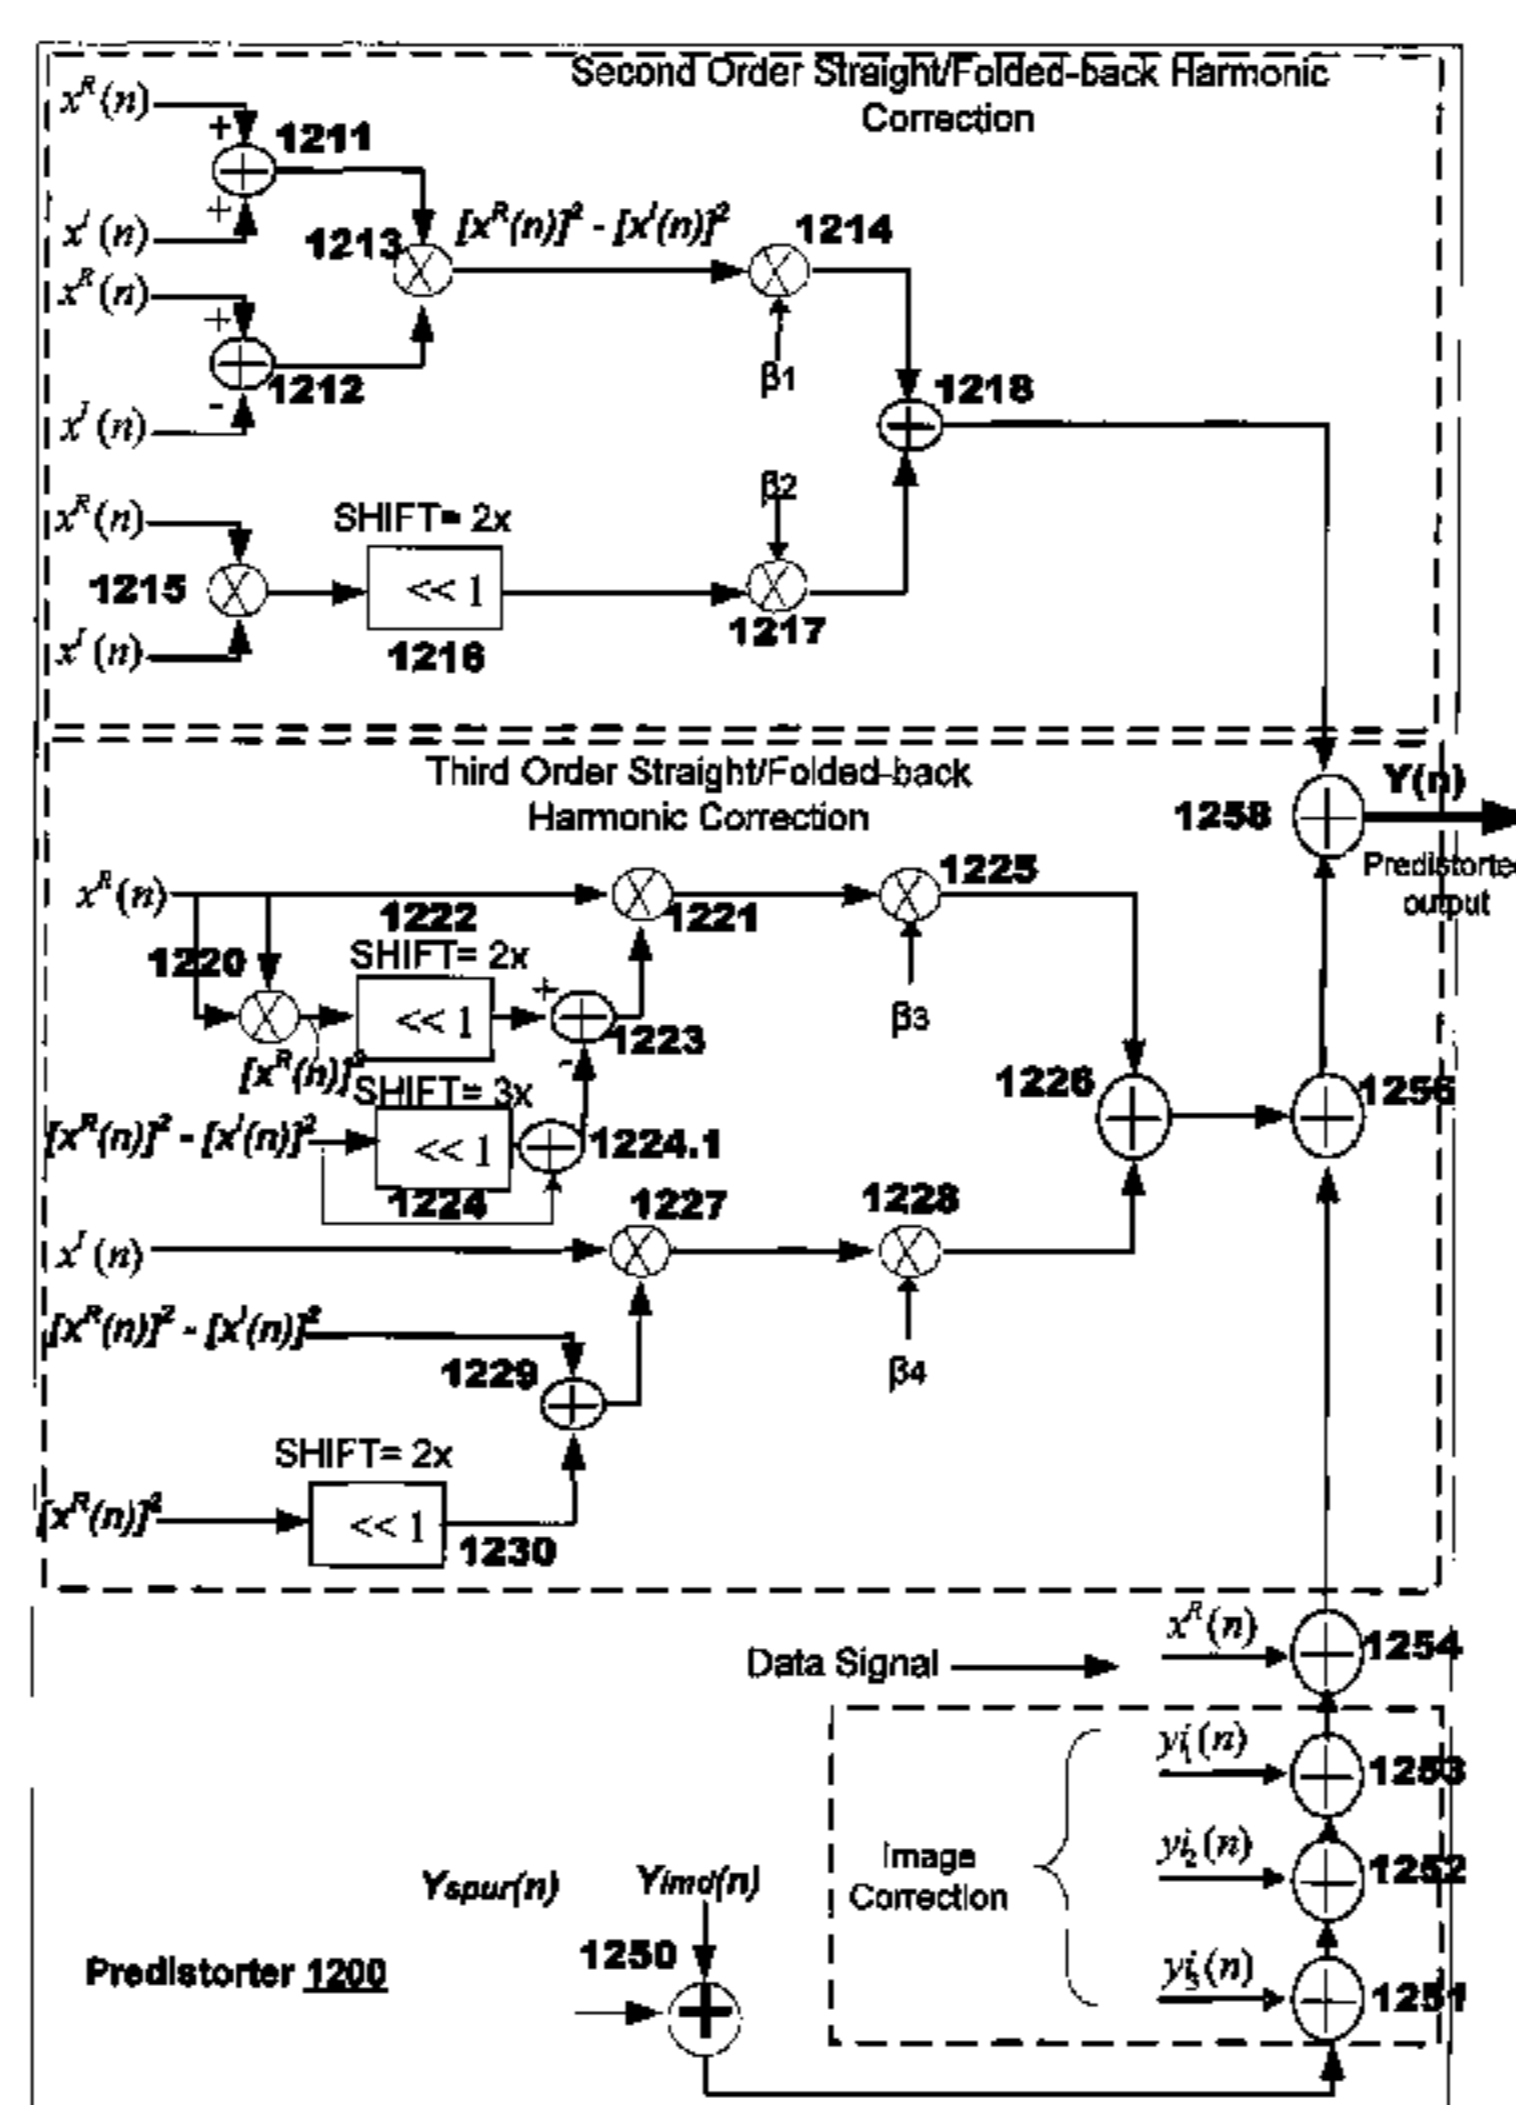 Second Order Straight/Folded-back Harmonic
Correction
x^R(n)
+
1211
+
x^I(n)
1213
[x^R(n)]^2 - [x^I(n)]^2
1214
x^R(n)
+
1212
-
x^I(n)
β1
1218
β2
x^R(n)
SHIFT= 2x
1215
<< 1
x^I(n)
1216
1217
Third Order Straight/Folded-back
Harmonic Correction
Y(n)
1258
Predistorted
output
x^R(n)
1222
1221
1225
1220
SHIFT= 2x
+
<< 1
1223
β3
-
[x^R(n)]^2
SHIFT= 3x
1226
1256
[x^R(n)]^2 - [x^I(n)]^2
<< 1
1224.1
1224
1227
1228
x^I(n)
[x^R(n)]^2 - [x^I(n)]^2
1229
β4
SHIFT= 2x
[x^R(n)]^2
<< 1
1230
x^R(n)
Data Signal
1254
yi_1(n)
1253
Image
Correction
yi_2(n)
1252
Yspur(n)
Yimd(n)
1250
yi_3(n)
1251
Predistorter 1200